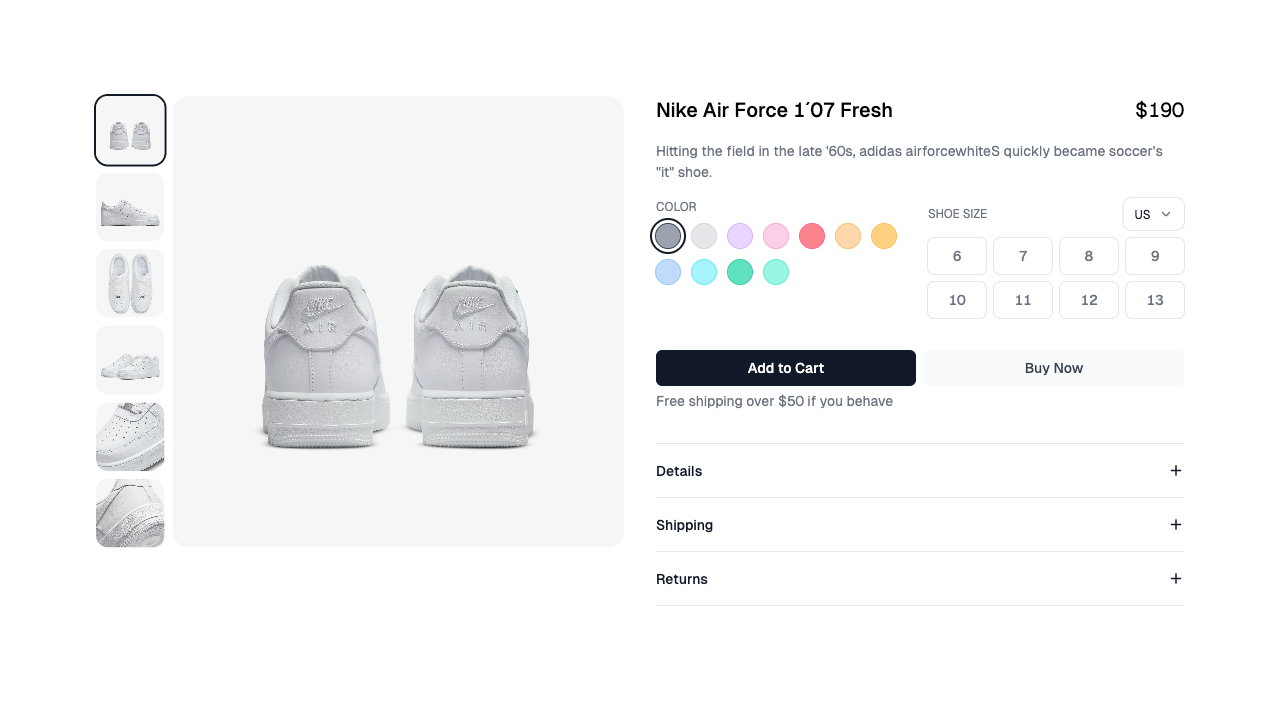 Nike Air Force 1´07 Fresh
$190
Hitting the field in the late '60s, adidas airforcewhiteS quickly became soccer's
"it" shoe.
COLOR
SHOE SIZE
US
6 7 8 9
10 11 12 13
Add to Cart
Buy Now
Free shipping over $50 if you behave
Details
Shipping
Returns
NIKE
AIR
NIKE
AIR